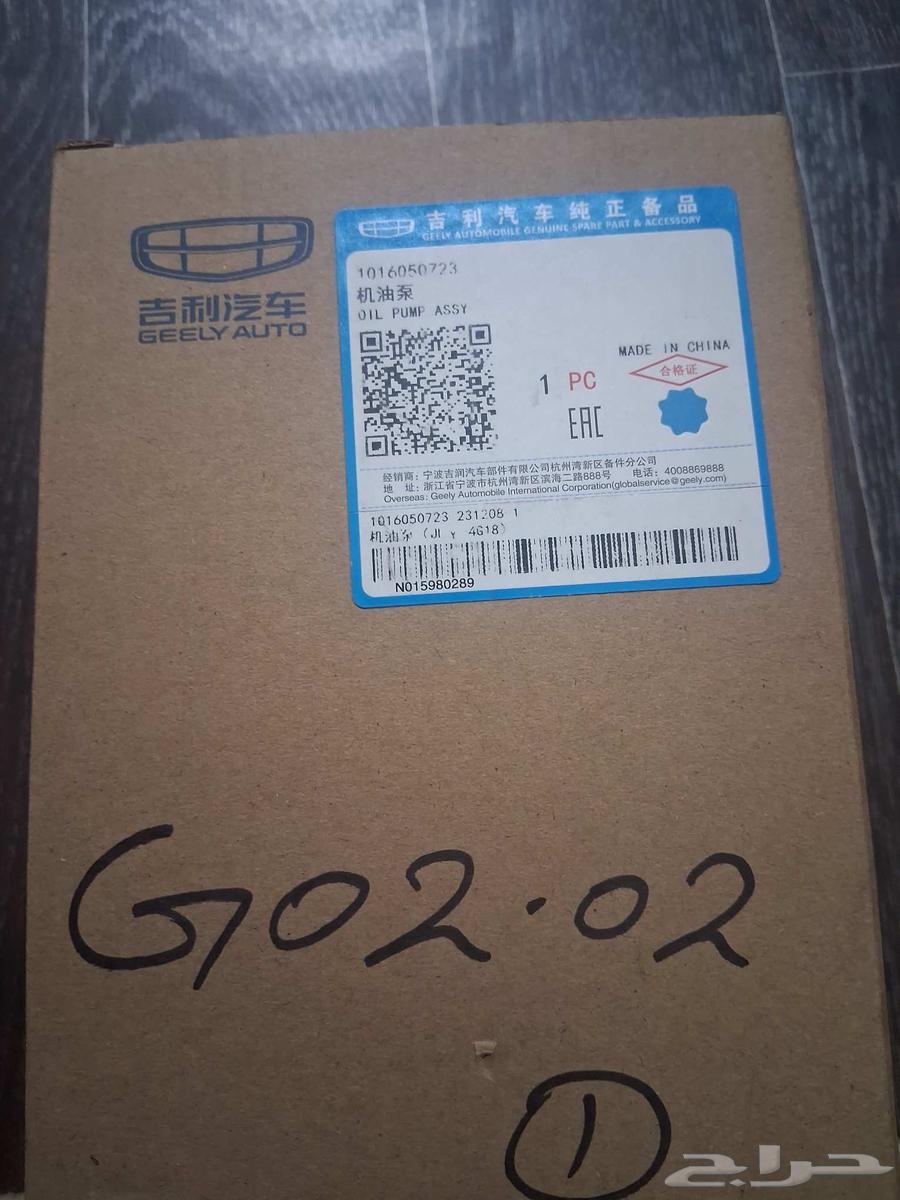 吉利汽车
GEELY AUTO
吉利汽车纯正备品
GEELY AUTOMOBILE GENUINE SPARE PART & ACCESSORY
1016050723
机油泵
OIL PUMP ASSY
MADE IN CHINA
合格证
1 PC
EAC
经销商：宁波吉润汽车部件有限公司杭州湾新区备件分公司
地 址：浙江省宁波市杭州湾新区滨海二路888号 电话：4008869888
Overseas: Geely Automobile International Corporation(globalservice@geely.com)
1016050723 231208 1
机油泵 4G18)
N015980289
G02.02
1
حراج